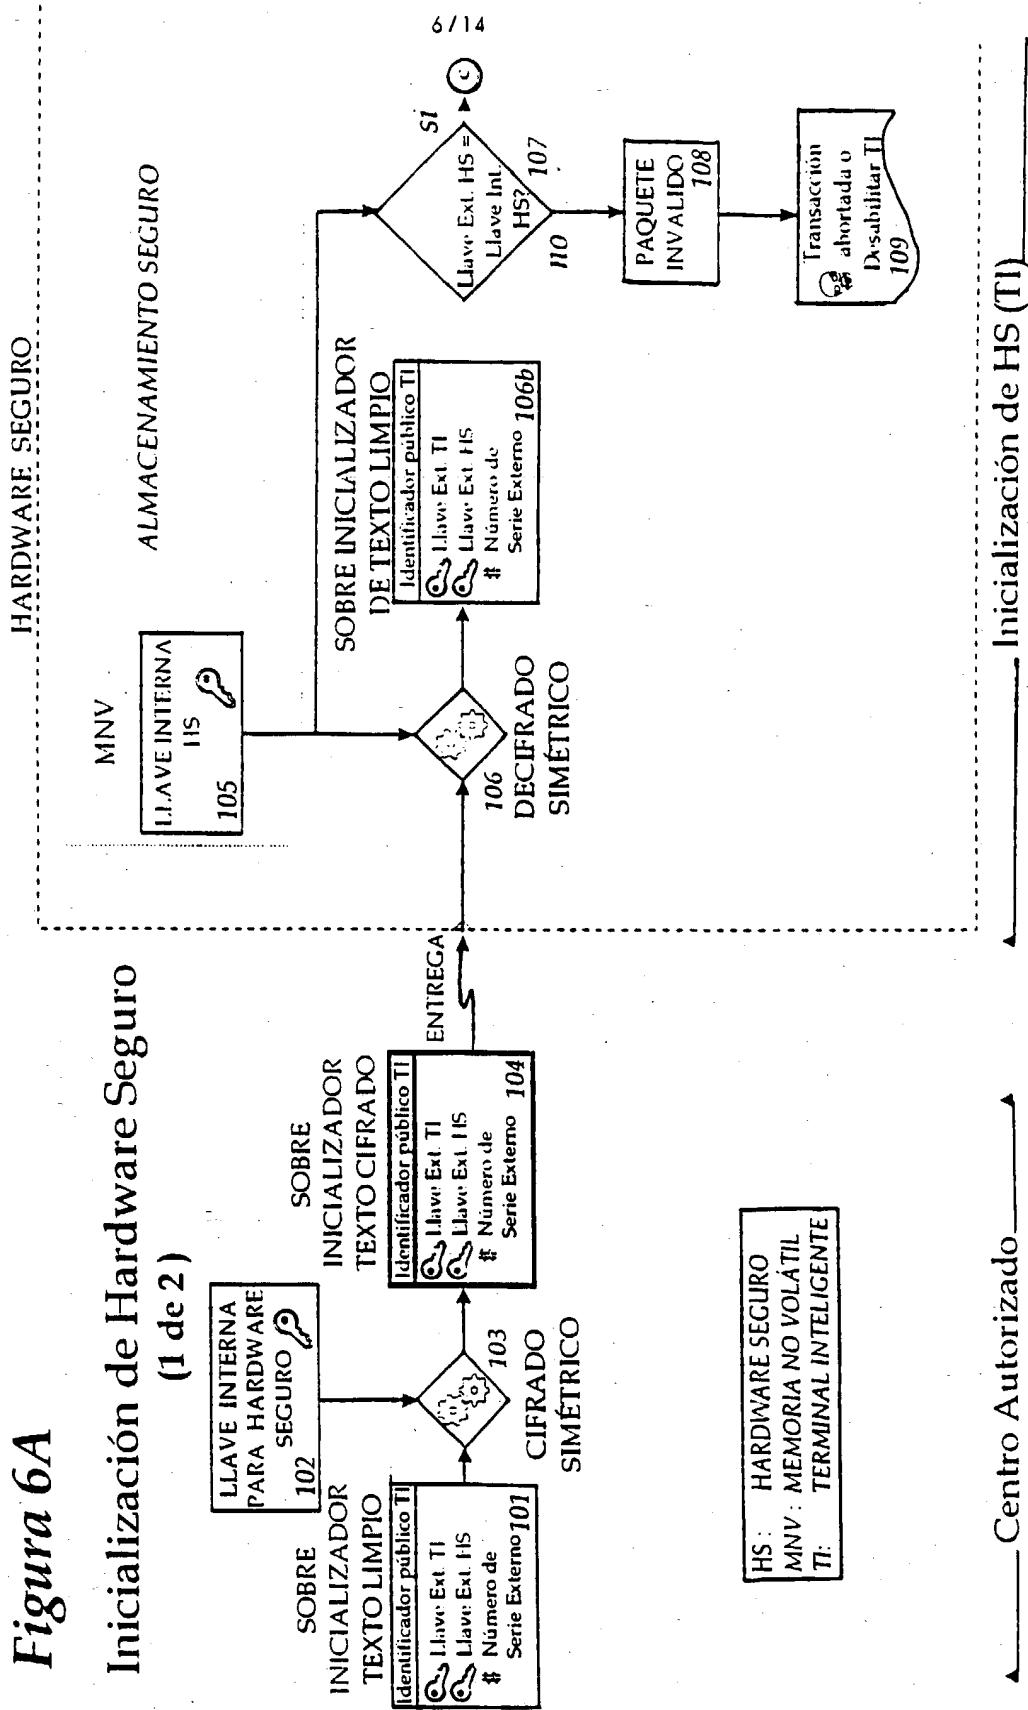 6/14
Figura 6A
Inicialización de Hardware Seguro
(1 de 2)
SOBRE
INICIALIZADOR
TEXTO LIMPIO
Identificador público TI
Llave Ext. TI
Llave Ext. HS
# Número de
Serie Externo 101
LLAVE INTERNA
PARA HARDWARE
SEGURO
102
103
CIFRADO
SIMÉTRICO
SOBRE
INICIALIZADOR
TEXTO CIFRADO
Identificador público TI
Llave Ext. TI
Llave Ext. HS
# Número de
Serie Externo 104
ENTREGA
HARDWARE SEGURO
ALMACENAMIENTO SEGURO
MNV
LLAVE INTERNA
HS
105
106
DECIFRADO
SIMÉTRICO
SOBRE INICIALIZADOR
DE TEXTO LIMPIO
Identificador público TI
Llave Ext. TI
Llave Ext. HS
# Número de
Serie Externo 106b
Llave Ext. HS =
Llave Int.
HS?
107
SI
C
NO
PAQUETE
INVALIDO
108
Transacción
abortada o
Desabilitar TI
109
HS: HARDWARE SEGURO
MNV : MEMORIA NO VOLÁTIL
TI: TERMINAL INTELIGENTE
Centro Autorizado
Inicialización de HS (TI)